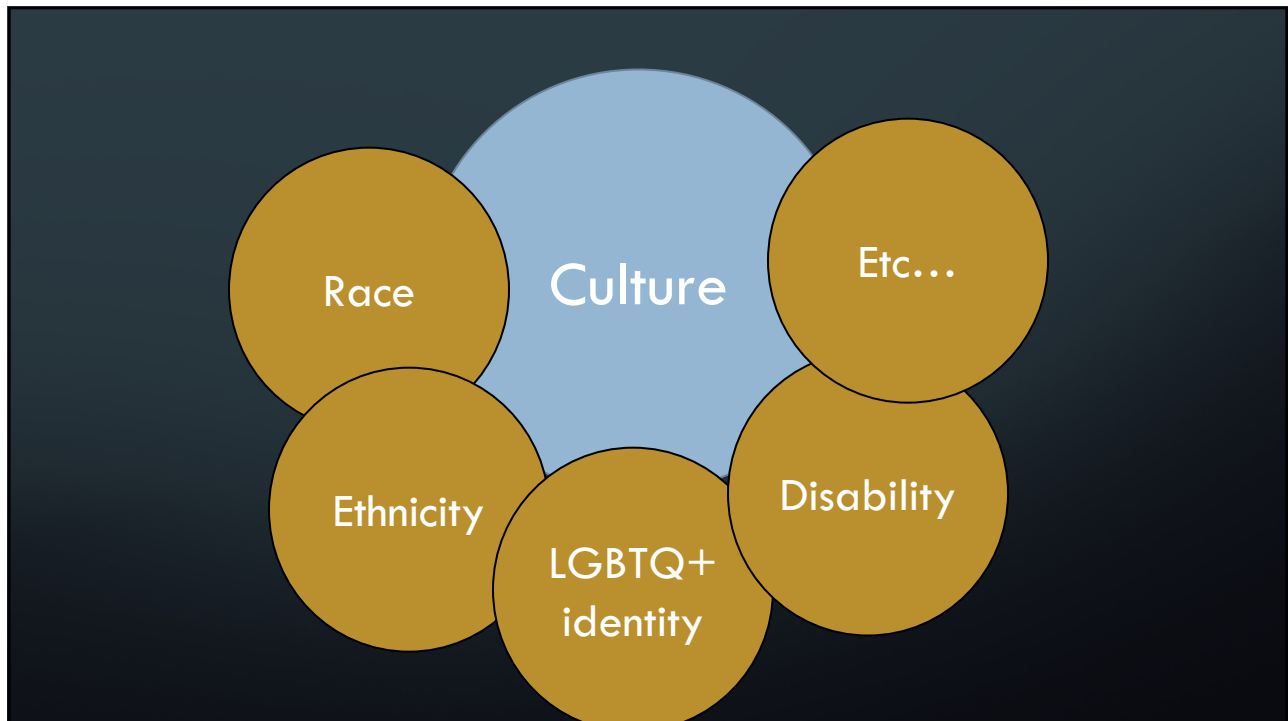 Culture
Race
Etc…
Ethnicity
LGBTQ+
identity
Disability